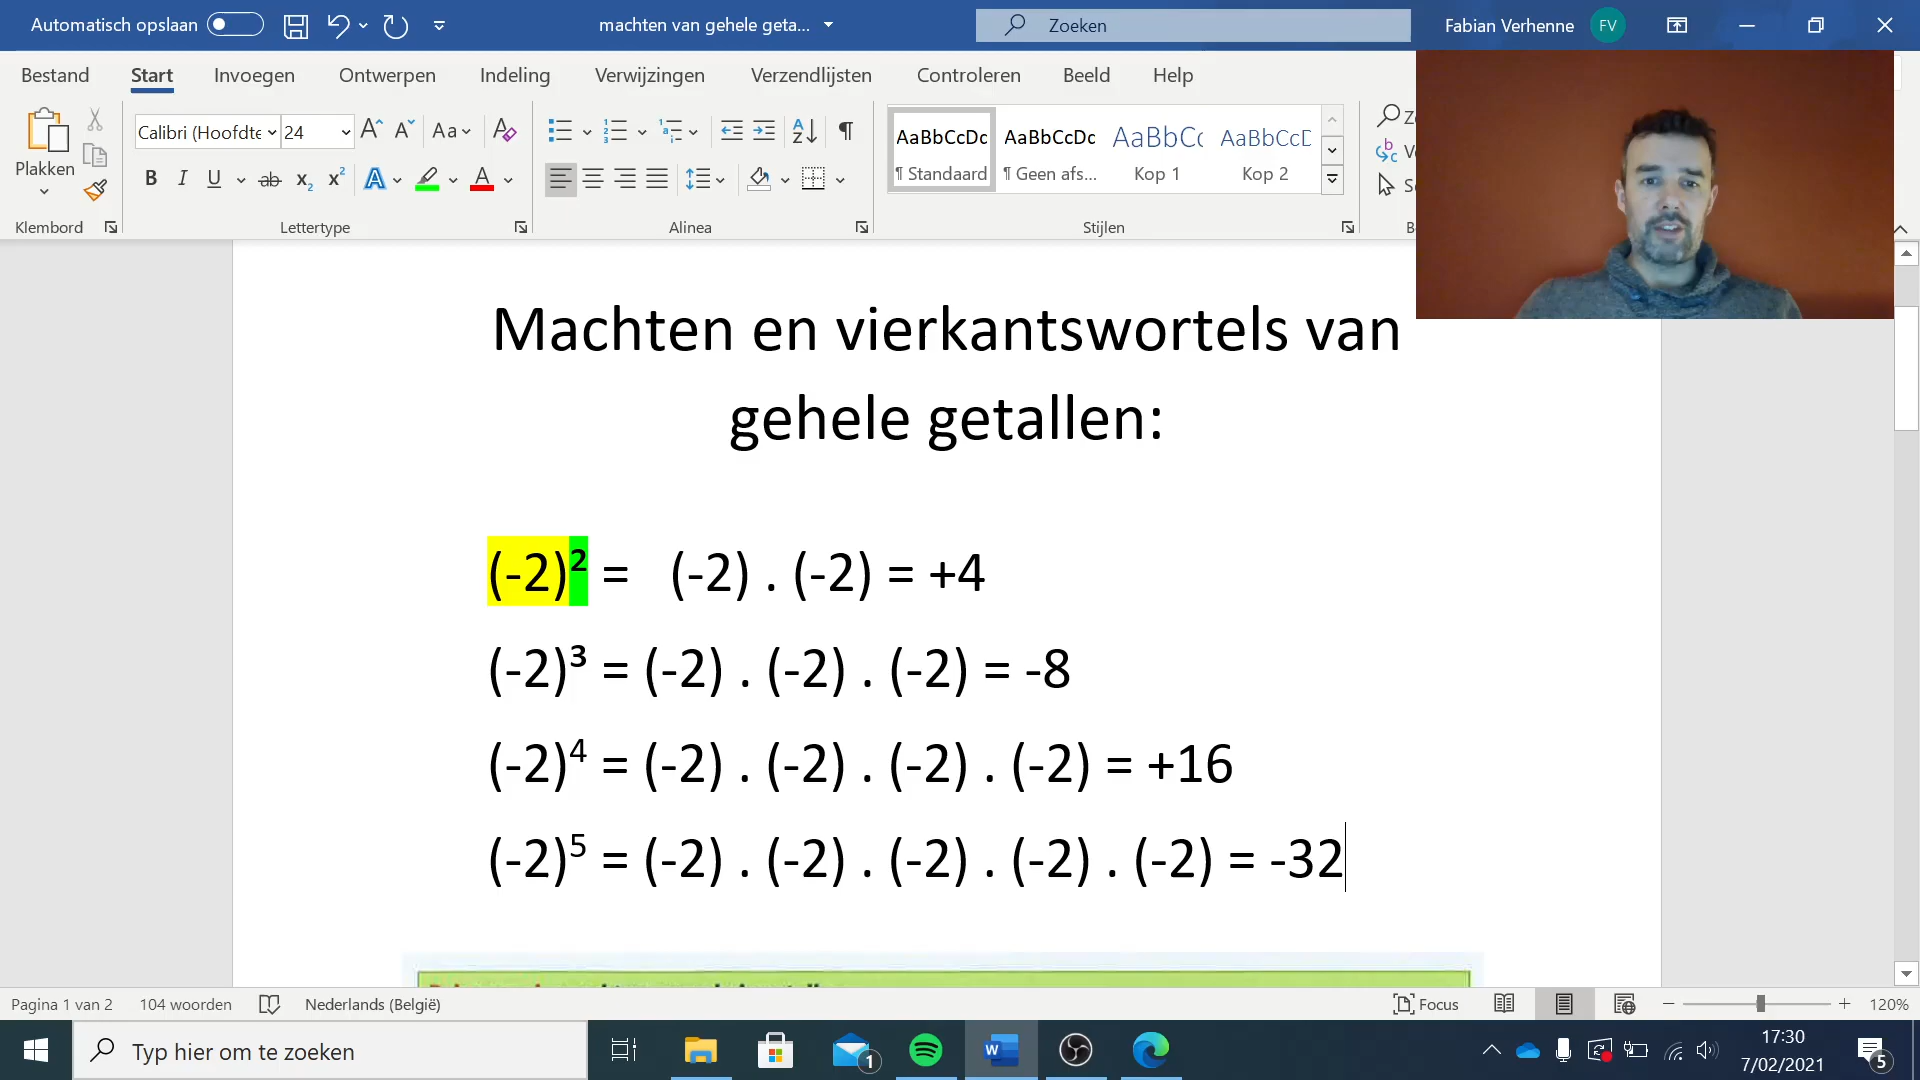 Automatisch opslaan
machten van gehele geta...
Zoeken
Fabian Verhenne
FV
Bestand
Start
Invoegen
Ontwerpen
Indeling
Verwijzingen
Verzendlijsten
Controleren
Beeld
Help
Plakken
Klembord
Calibri (Hoofdte
24
Lettertype
Alinea
AaBbCcDc
AaBbCcDc
AaBbCc
AaBbCcD
¶ Standaard
¶ Geen afs...
Kop 1
Kop 2
Stijlen
Machten en vierkantswortels van
gehele getallen:
(-2)² = (-2) . (-2) = +4
(-2)³ = (-2) . (-2) . (-2) = -8
(-2)⁴ = (-2) . (-2) . (-2) . (-2) = +16
(-2)⁵ = (-2) . (-2) . (-2) . (-2) . (-2) = -32
Pagina 1 van 2
104 woorden
Nederlands (België)
Focus
120%
Typ hier om te zoeken
1
17:30
7/02/2021
5